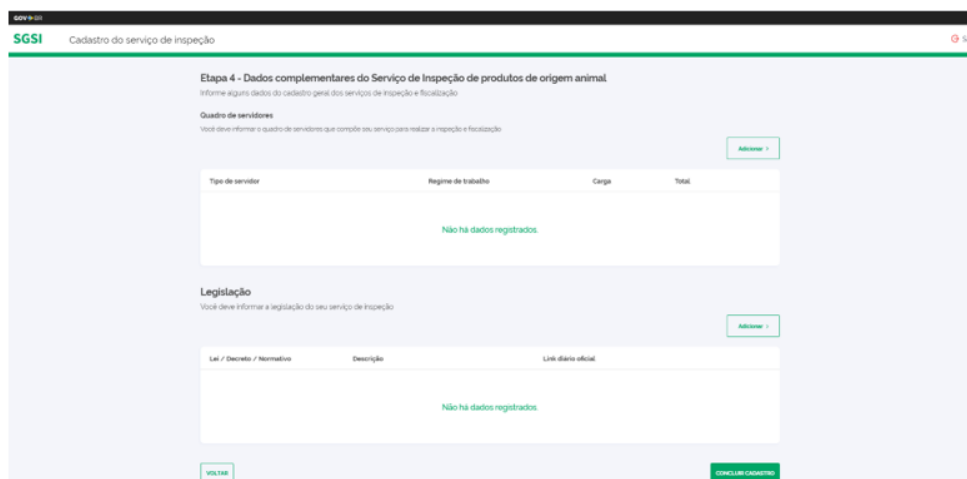 GOV BR
SGSI Cadastro do serviço de inspeção
Etapa 4 - Dados complementares do Serviço de Inspeção de produtos de origem animal
Informe alguns dados do cadastro geral dos serviços de inspeção e fiscalização
Quadro de servidores
Você deve informar o quadro de servidores que compõe seu serviço para realizar a inspeção e fiscalização
Adicionar
Tipo de servidor Regime de trabalho Carga Total
Não há dados registrados.
Legislação
Você deve informar a legislação do seu serviço de inspeção
Adicionar
Lei / Decreto / Normativo Descrição Link diário oficial
Não há dados registrados.
VOLTAR CONCLUIR CADASTRO